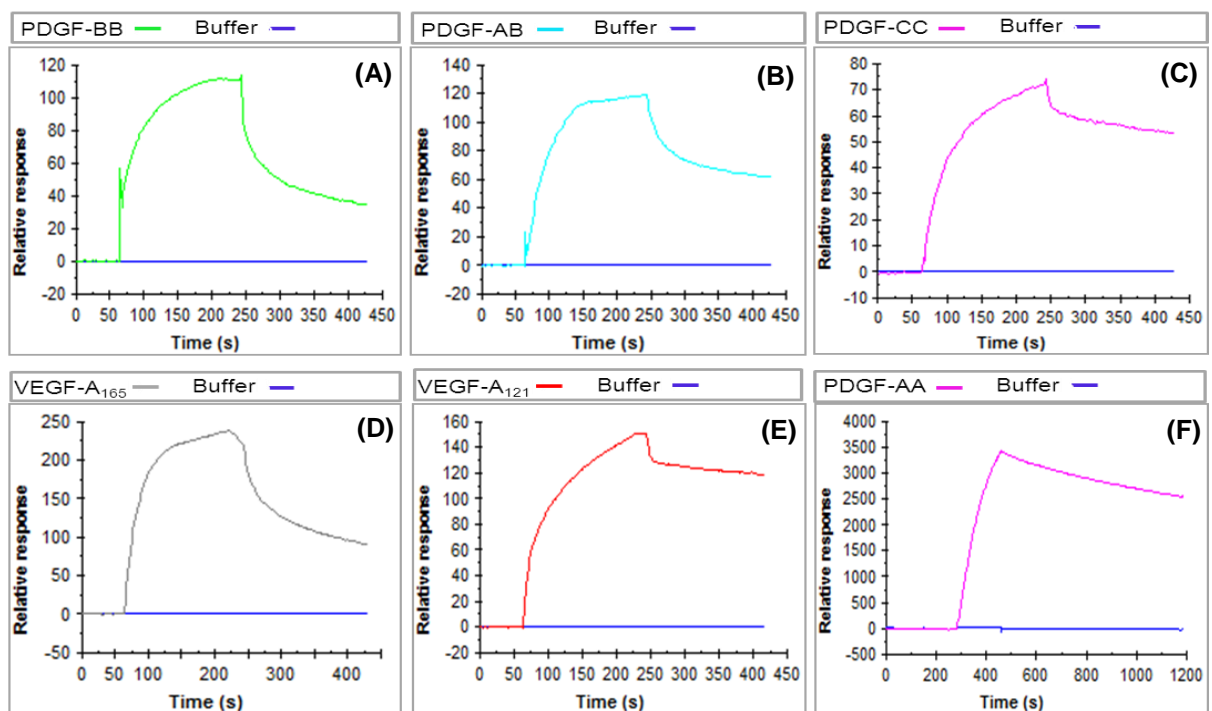 PDGF-BB Buffer
(A)
Relative response
120
100
80
60
40
20
0
-20
0 50 100 150 200 250 300 350 400 450
Time (s)
PDGF-AB Buffer
(B)
Relative response
140
120
100
80
60
40
20
0
-20
0 50 100 150 200 250 300 350 400 450
Time (s)
PDGF-CC Buffer
(C)
Relative response
80
70
60
50
40
30
20
10
0
-10
0 50 100 150 200 250 300 350 400 450 500
Time (s)
VEGF-A₁₆₅ Buffer
(D)
Relative response
250
200
150
100
50
0
-50
0 50 100 150 200 250 300 400
Time (s)
VEGF-A₁₂₁ Buffer
(E)
Relative response
160
140
120
100
80
60
40
20
0
-20
0 50 100 150 200 250 300 350 400 450
Time (s)
PDGF-AA Buffer
(F)
Relative response
4000
3500
3000
2500
2000
1500
1000
500
0
-500
0 200 400 600 800 1000 1200
Time (s)